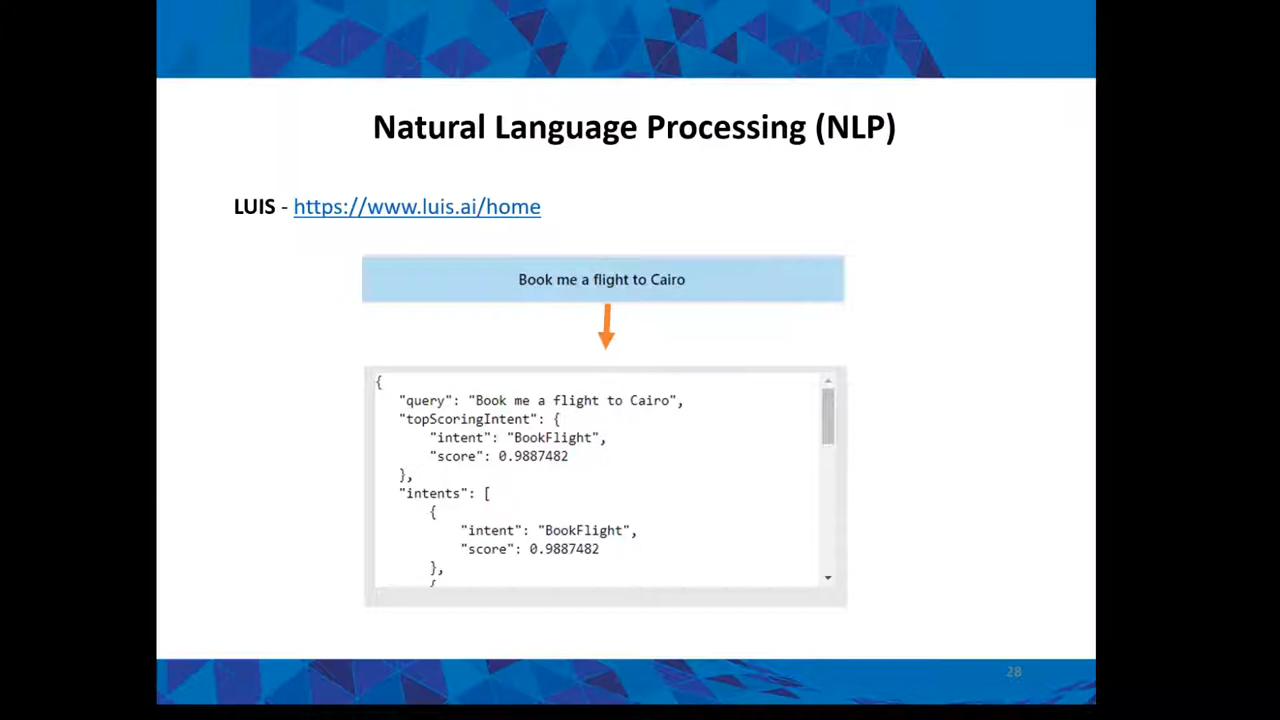 Natural Language Processing (NLP)
LUIS - https://www.luis.ai/home
Book me a flight to Cairo
{
"query": "Book me a flight to Cairo",
"topScoringIntent": {
"intent": "BookFlight",
"score": 0.9887482
},
"intents": [
{
"intent": "BookFlight",
"score": 0.9887482
},
{
28